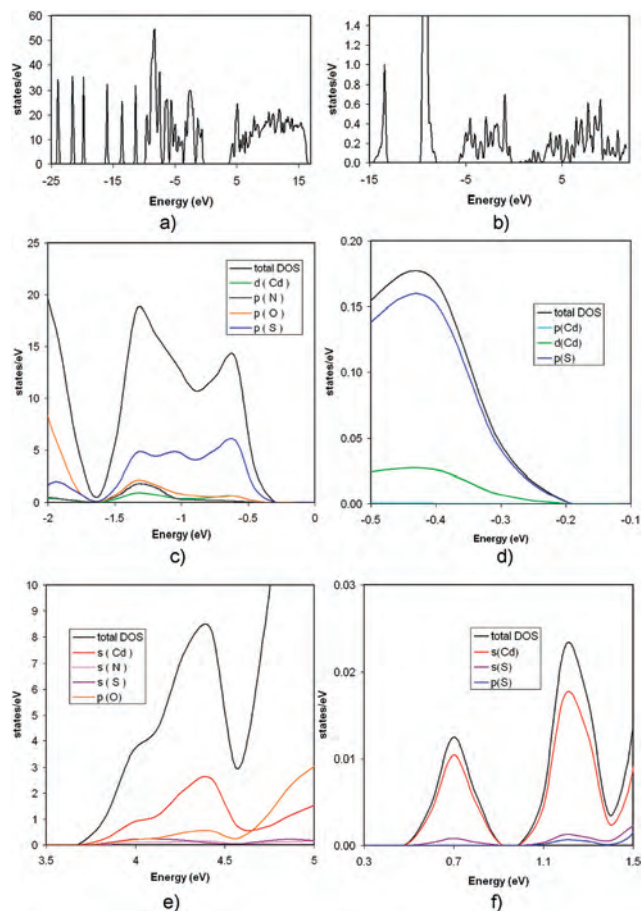 60
50
40
30
20
10
0
states/eV
-25 -15 -5 5 15
Energy (eV)
a)
1.4
1.2
1.0
0.8
0.6
0.4
0.2
0.0
states/eV
-15 -5 5
Energy (eV)
b)
25
20
15
10
5
0
states/eV
total DOS
d ( Cd )
p ( N )
p ( O )
p ( S )
-2 -1.5 -1 -0.5 0
Energy (eV)
c)
0.20
0.15
0.10
0.05
0.00
states/eV
total DOS
p(Cd)
d(Cd)
p(S)
-0.5 -0.4 -0.3 -0.2 -0.1
Energy (eV)
d)
10
9
8
7
6
5
4
3
2
1
0
states/eV
total DOS
s ( Cd )
s ( N )
s ( S )
p (O)
3.5 4 4.5 5
Energy (eV)
e)
0.03
0.02
0.01
0.00
states/eV
total DOS
s(Cd)
s(S)
p(S)
0.3 0.7 1.1 1.5
Energy (eV)
f)